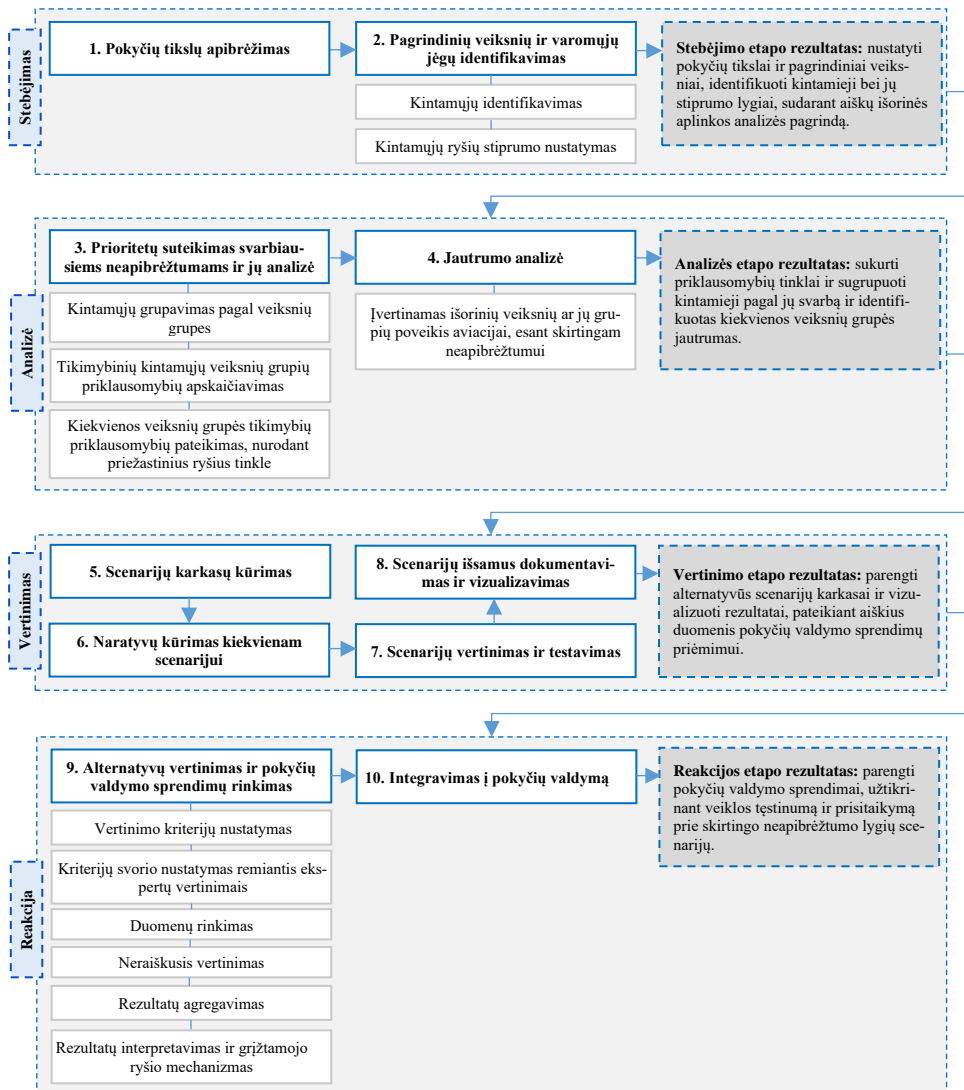 Stebėjimas
1. Pokyčių tikslų apibrėžimas
2. Pagrindinių veiksnių ir varomųjų
jėgų identifikavimas
Kintamųjų identifikavimas
Kintamųjų ryšių stiprumo nustatymas
Stebėjimo etapo rezultatas: nustatyti
pokyčių tikslai ir pagrindiniai veiks-
niai, identifikuoti kintamieji bei jų
stiprumo lygiai, sudarant aiškų išorinės
aplinkos analizės pagrindą.
Analizė
3. Prioritetų suteikimas svarbiau-
siems neapibrėžtumams ir jų analizė
Kintamųjų grupavimas pagal veiksnių
grupes
Tikimybinių kintamųjų veiksnių grupių
priklausomybių apskaičiavimas
Kiekvienos veiksnių grupės tikimybių
priklausomybių pateikimas, nurodant
priežastinius ryšius tinkle
4. Jautrumo analizė
Įvertinamas išorinių veiksnių ar jų gru-
pių poveikis aviacijai, esant skirtingam
neapibrėžtumui
Analizės etapo rezultatas: sukurti
priklausomybių tinklai ir sugrupuoti
kintamieji pagal jų svarbą ir identifi-
kuotas kiekvienos veiksnių grupės
jautrumas.
Vertinimas
5. Scenarijų karkasų kūrimas
6. Naratyvų kūrimas kiekvienam
scenarijui
7. Scenarijų vertinimas ir testavimas
8. Scenarijų išsamus dokumentavi-
mas ir vizualizavimas
Vertinimo etapo rezultatas: parengti
alternatyvūs scenarijų karkasai ir vizu-
alizuoti rezultatai, pateikiant aiškius
duomenis pokyčių valdymo sprendimų
priėmimui.
Reakcija
9. Alternatyvų vertinimas ir pokyčių
valdymo sprendimų rinkimas
Vertinimo kriterijų nustatymas
Kriterijų svorio nustatymas remiantis eks-
pertų vertinimais
Duomenų rinkimas
Neraiškusis vertinimas
Rezultatų agregavimas
Rezultatų interpretavimas ir grįžtamojo
ryšio mechanizmas
10. Integravimas į pokyčių valdymą
Reakcijos etapo rezultatas: parengti
pokyčių valdymo sprendimai, užtikri-
nant veiklos tęstinumą ir prisitaikymą
prie skirtingo neapibrėžtumo lygių sce-
narijų.